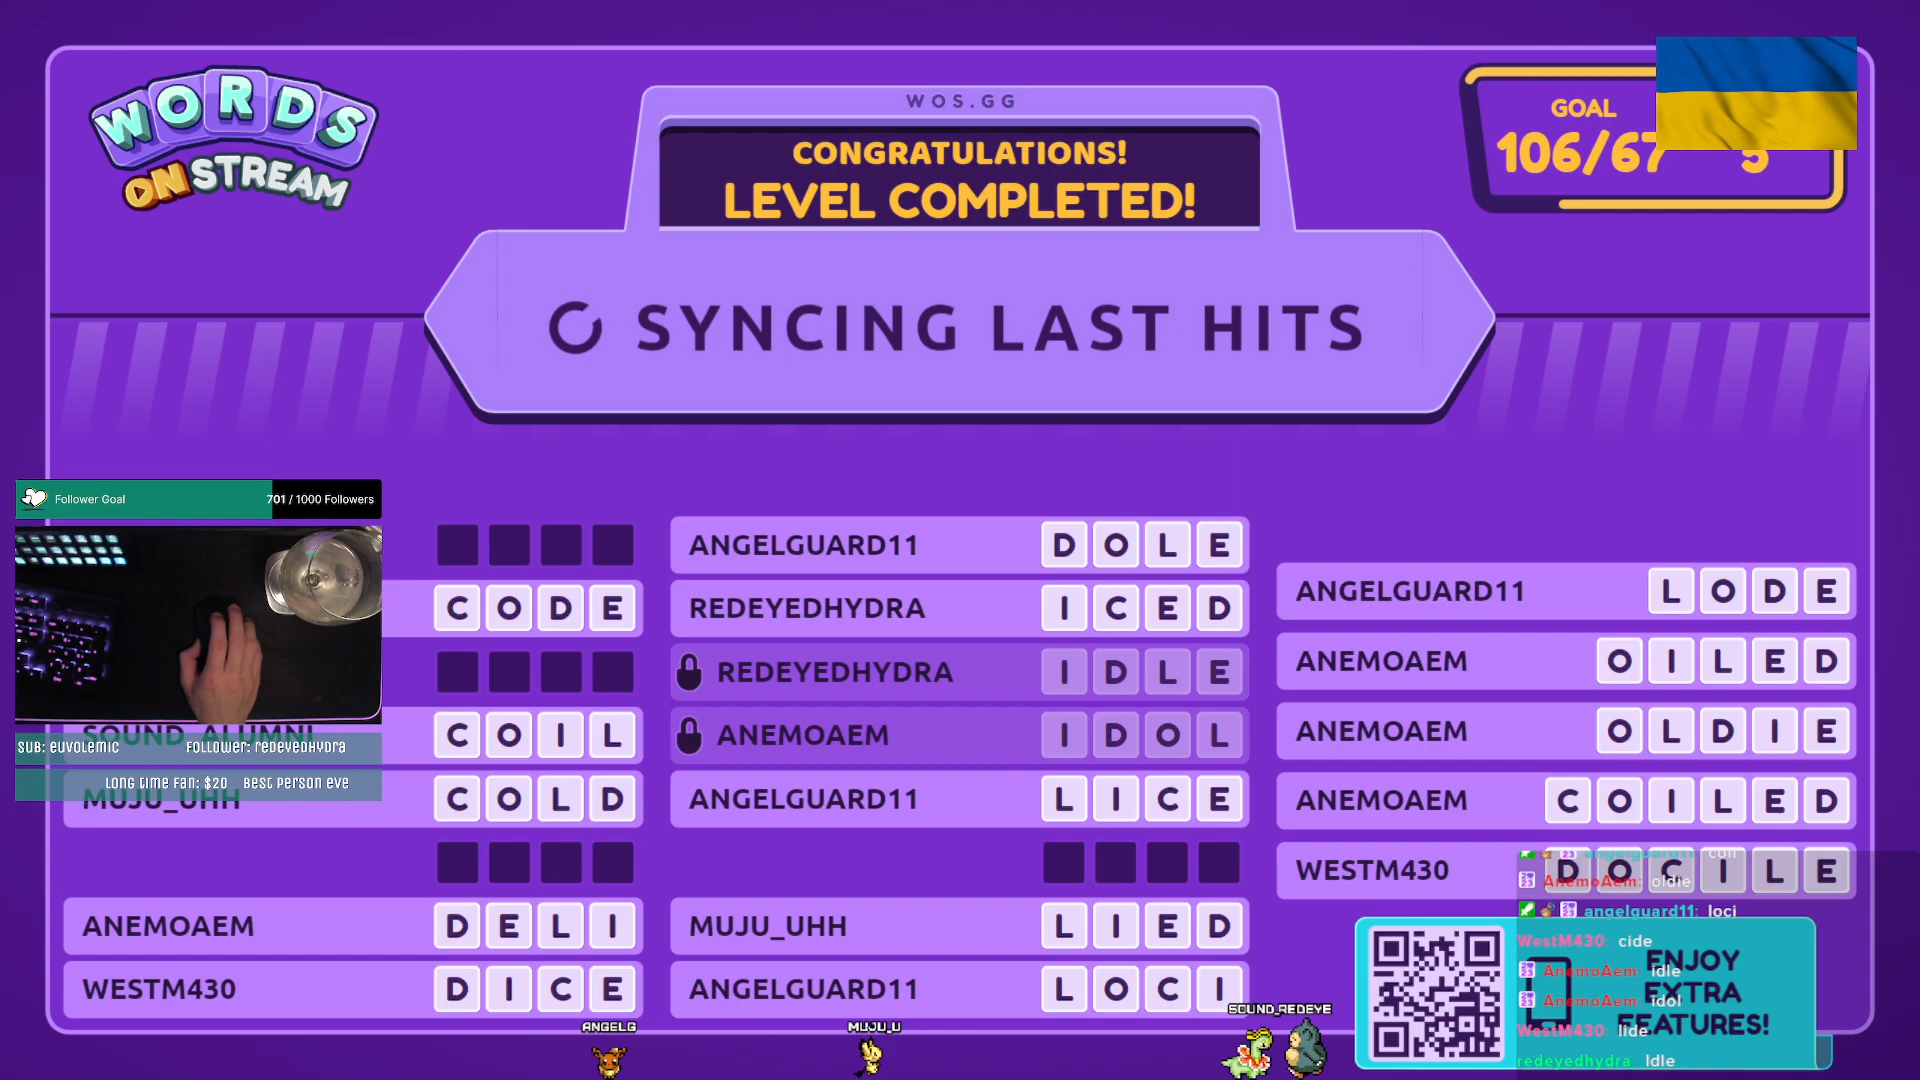 WORDS
ON STREAM
WOS.GG
CONGRATULATIONS!
LEVEL COMPLETED!
GOAL
106/67 5
SYNCING LAST HITS
Follower Goal 701 / 1000 Followers
CODE
SOUND_ALUMNI COIL
Sub: euvolemic Follower: redeyedhydra
Long time fan: $20 Best person eve
MUJU_UHH COLD
ANEMOAEM DELI
WESTM430 DICE
ANGELGUARD11 DOLE
REDEYEDHYDRA ICED
REDEYEDHYDRA IDLE
ANEMOAEM IDOL
ANGELGUARD11 LICE
MUJU_UHH LIED
ANGELGUARD11 LOCI
ANGELGUARD11 LODE
ANEMOAEM OILED
ANEMOAEM OLDIE
ANEMOAEM COILED
WESTM430 DOCILE
angelguard11:
AnemoAem: oldie
angelguard11: loci
WestM430: cide
AnemoAem: idle
AnemoAem: idol
WestM430: lide
redeyedhydra
ENJOY
EXTRA
FEATURES!
ANGELG
MUJU_U
SOUND_REDEYE